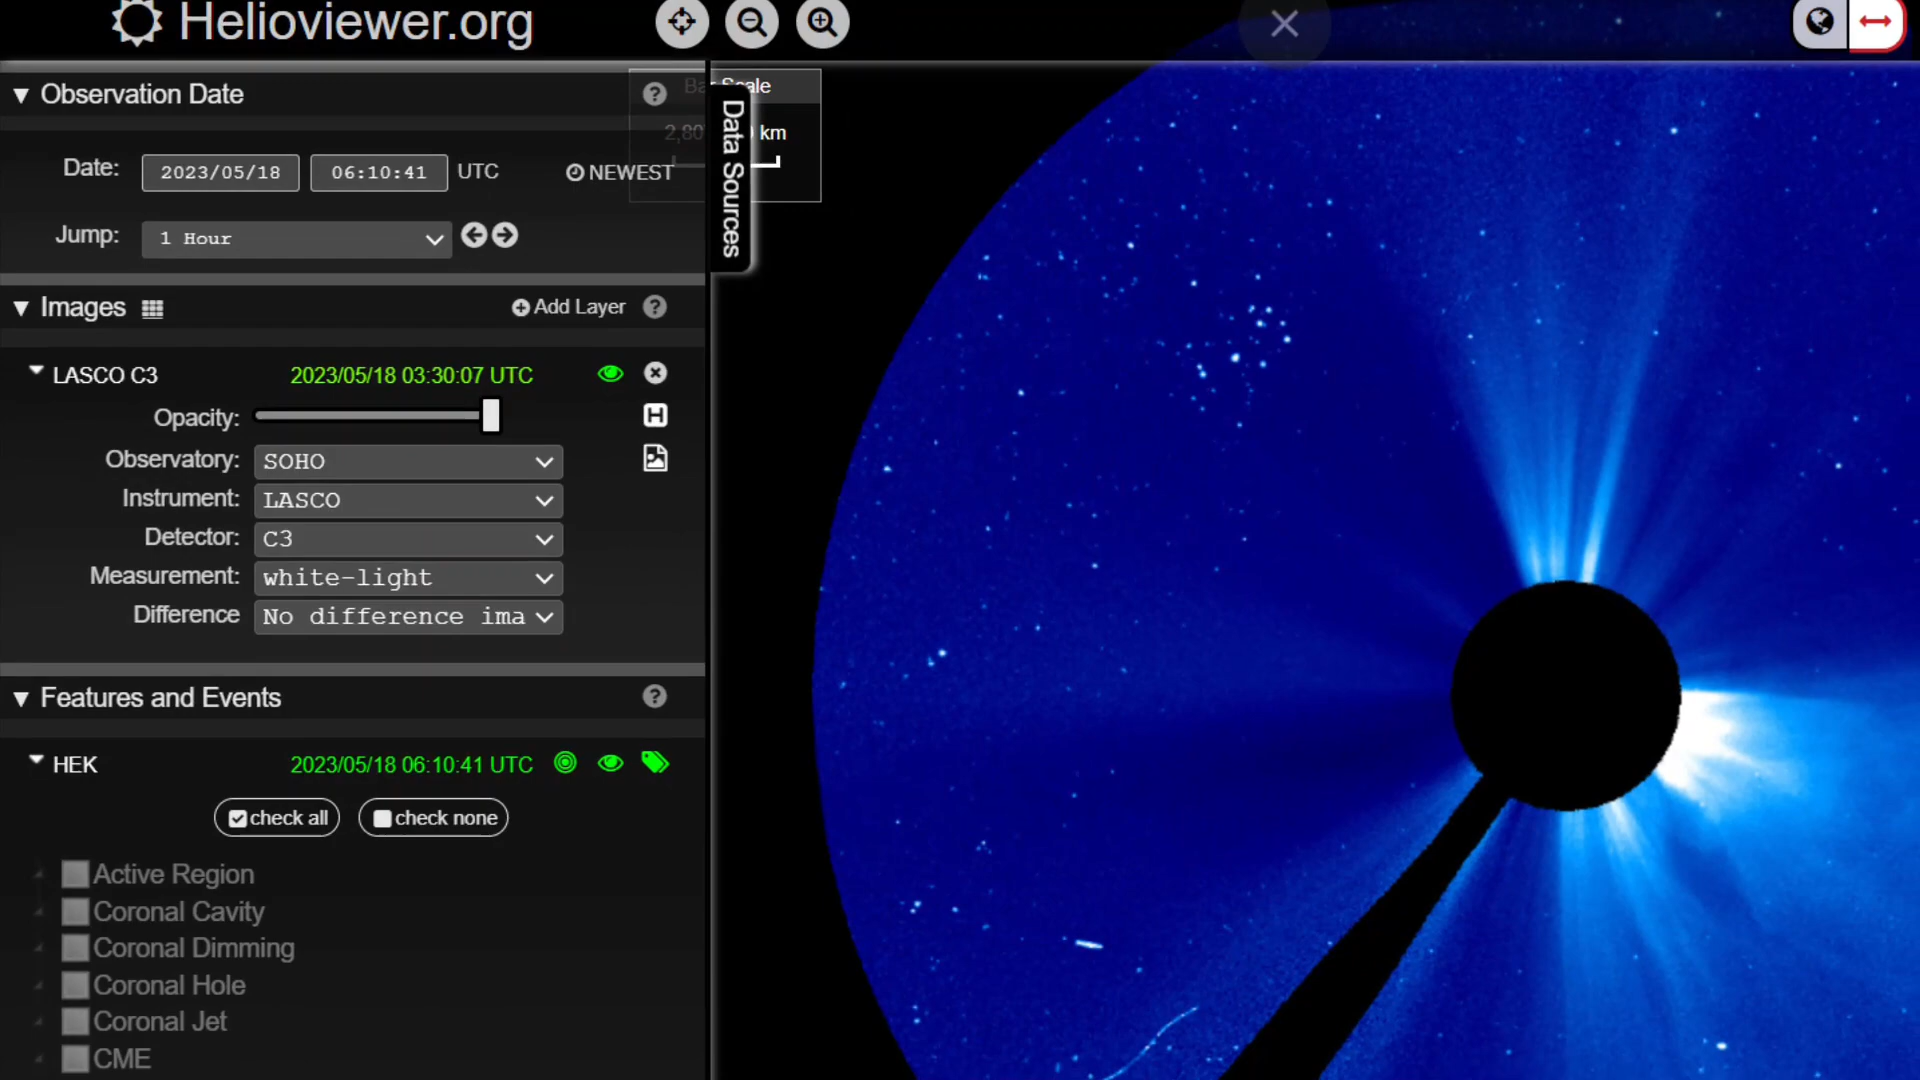 Helioviewer.org
Observation Date
Date: 2023/05/18 06:10:41 UTC NEWEST
Jump: 1 Hour
Images Add Layer
LASCO C3 2023/05/18 03:30:07 UTC
Opacity:
Observatory: SOHO
Instrument: LASCO
Detector: C3
Measurement: white-light
Difference No difference ima
Features and Events
HEK 2023/05/18 06:10:41 UTC
check all check none
Active Region
Coronal Cavity
Coronal Dimming
Coronal Hole
Coronal Jet
CME
Data Sources
km